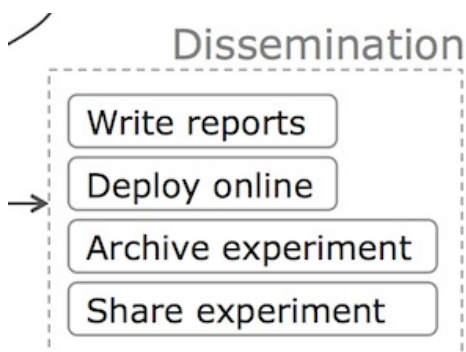 Dissemination
Write reports
Deploy online
Archive experiment
Share experiment